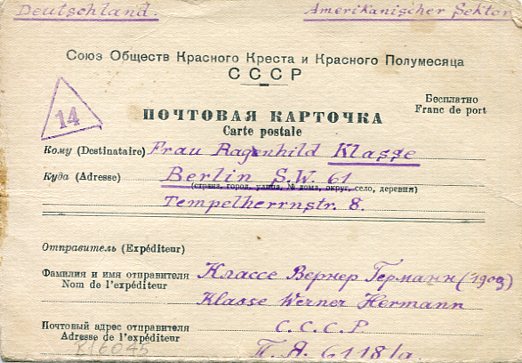 Deutschland. Amerikanischer Sektor
Союз Обществ Красного Креста и Красного Полумесяца
СССР
Бесплатно
Franc de port
14
ПОЧТОВАЯ КАРТОЧКА
Carte postale
Кому (Destinataire) Frau Ragenhild Klasse
Куда (Adresse) Berlin S.W. 61
(страна, город, улица, № дома, округ, село, деревня)
Tempelherrnstr. 8.
Отправитель (Expéditeur)
Фамилия и имя отправителя Классе Вернер Германн (1903)
Nom de l'expéditeur
Klasse Werner Hermann
Почтовый адрес отправителя С.С.С.Р.
Adresse de l'expéditeur
П.Я. 6118/а